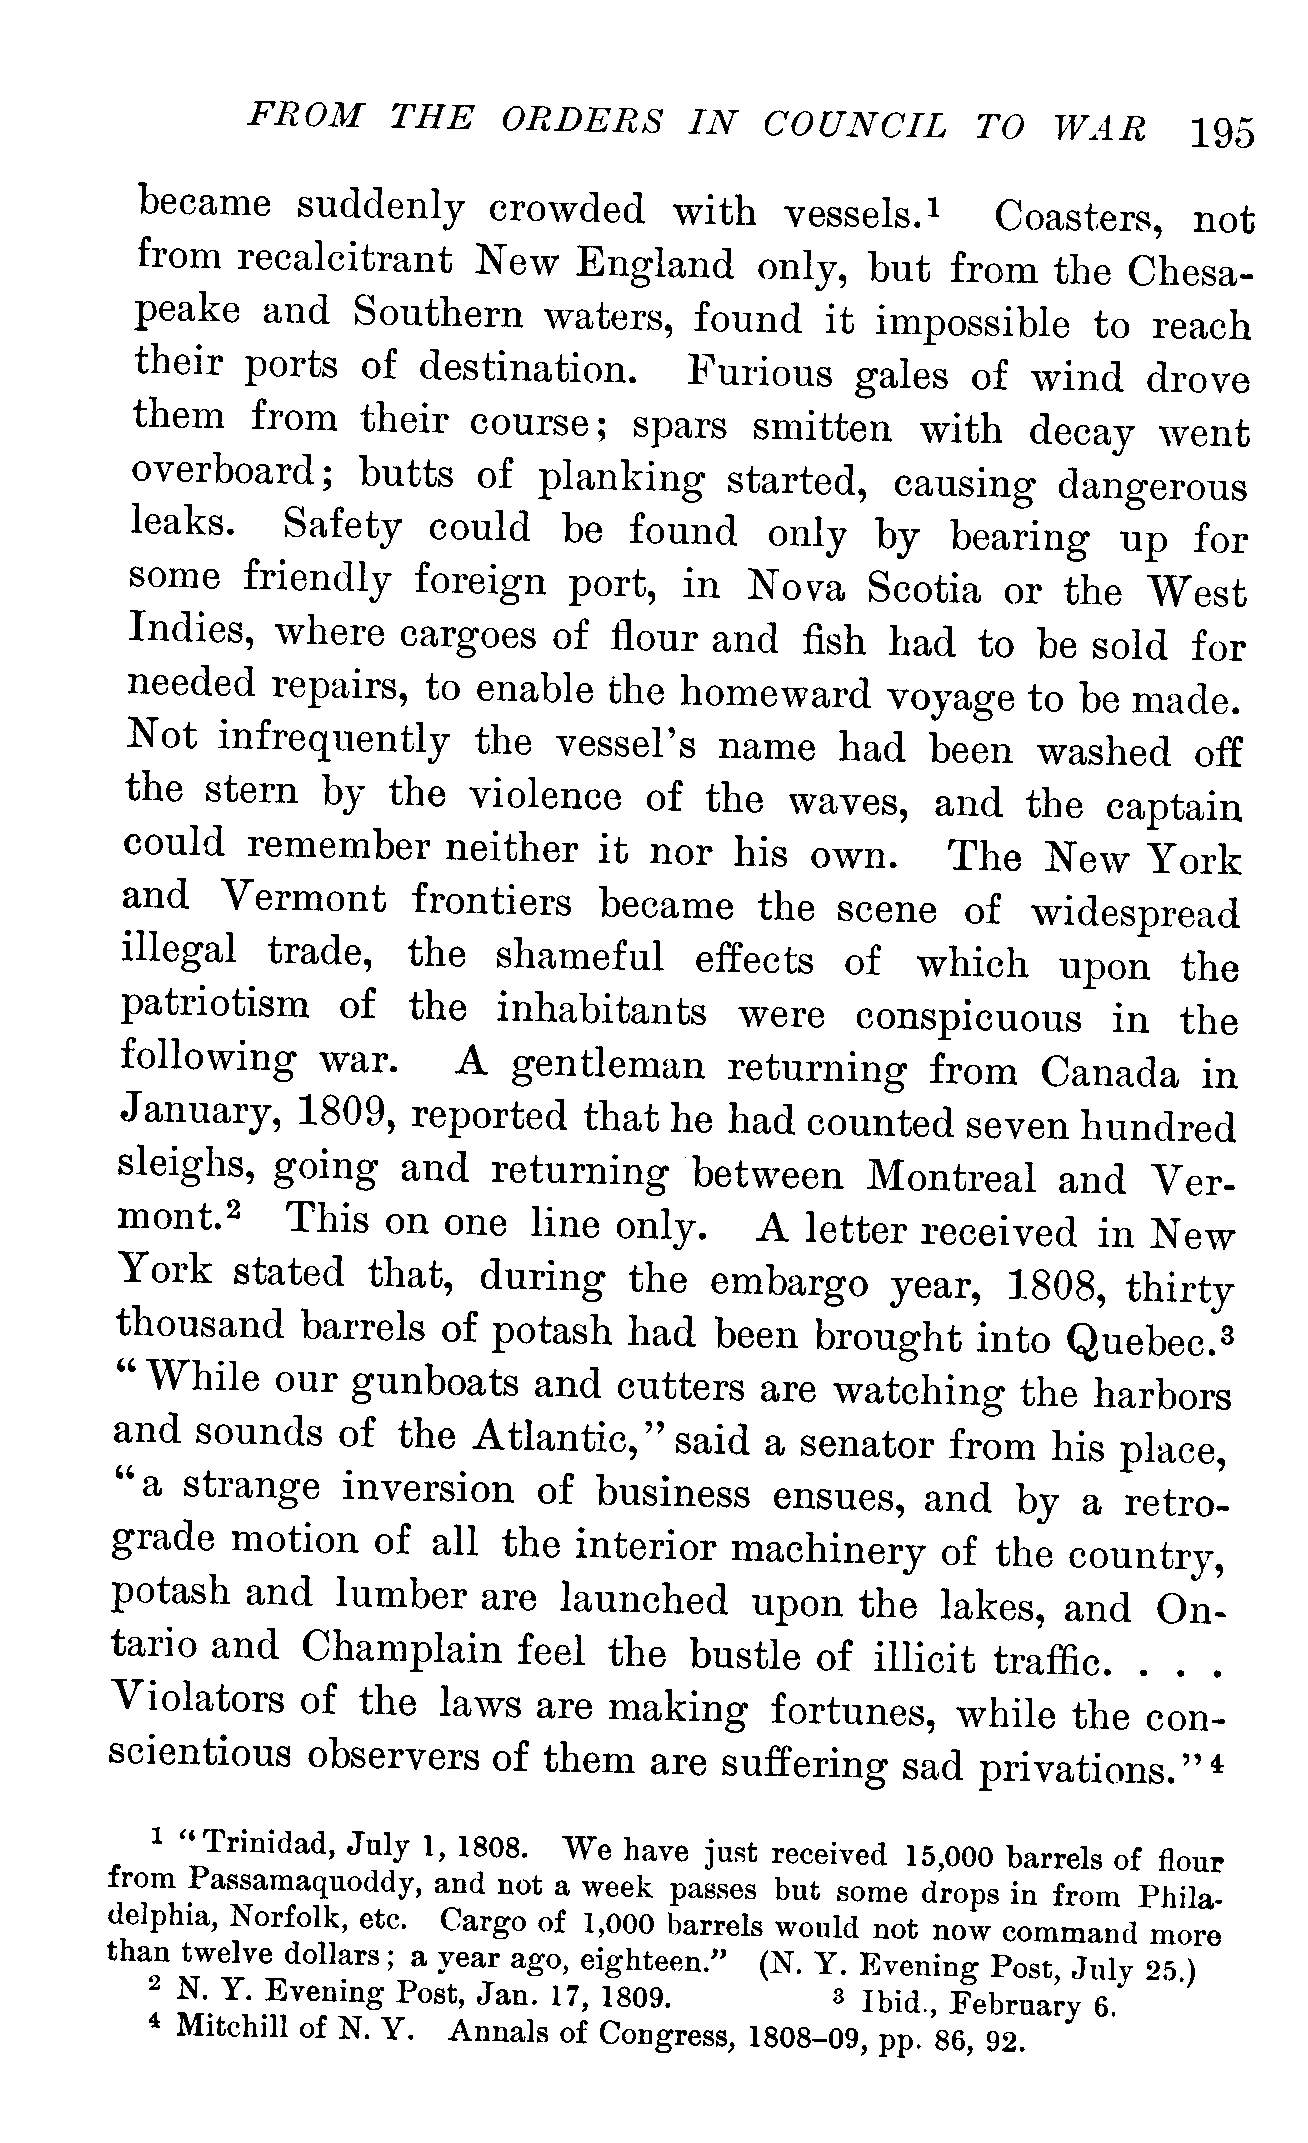 FROM THE ORDERS IN COUNCIL TO WAR 195
became suddenly crowded with vessels.¹ Coasters, not
from recalcitrant New England only, but from the Chesa-
peake and Southern waters, found it impossible to reach
their ports of destination. Furious gales of wind drove
them from their course; spars smitten with decay went
overboard; butts of planking started, causing dangerous
leaks. Safety could be found only by bearing up for
some friendly foreign port, in Nova Scotia or the West
Indies, where cargoes of flour and fish had to be sold for
needed repairs, to enable the homeward voyage to be made.
Not infrequently the vessel's name had been washed off
the stern by the violence of the waves, and the captain
could remember neither it nor his own. The New York
and Vermont frontiers became the scene of widespread
illegal trade, the shameful effects of which upon the
patriotism of the inhabitants were conspicuous in the
following war. A gentleman returning from Canada in
January, 1809, reported that he had counted seven hundred
sleighs, going and returning between Montreal and Ver-
mont.² This on one line only. A letter received in New
York stated that, during the embargo year, 1808, thirty
thousand barrels of potash had been brought into Quebec.³
“While our gunboats and cutters are watching the harbors
and sounds of the Atlantic,” said a senator from his place,
“a strange inversion of business ensues, and by a retro-
grade motion of all the interior machinery of the country,
potash and lumber are launched upon the lakes, and On-
tario and Champlain feel the bustle of illicit traffic. . . .
Violators of the laws are making fortunes, while the con-
scientious observers of them are suffering sad privations.”⁴
¹ “Trinidad, July 1, 1808. We have just received 15,000 barrels of flour
from Passamaquoddy, and not a week passes but some drops in from Phila-
delphia, Norfolk, etc. Cargo of 1,000 barrels would not now command more
than twelve dollars; a year ago, eighteen.” (N. Y. Evening Post, July 25.)
² N. Y. Evening Post, Jan. 17, 1809. ³ Ibid., February 6.
⁴ Mitchill of N. Y. Annals of Congress, 1808–09, pp. 86, 92.